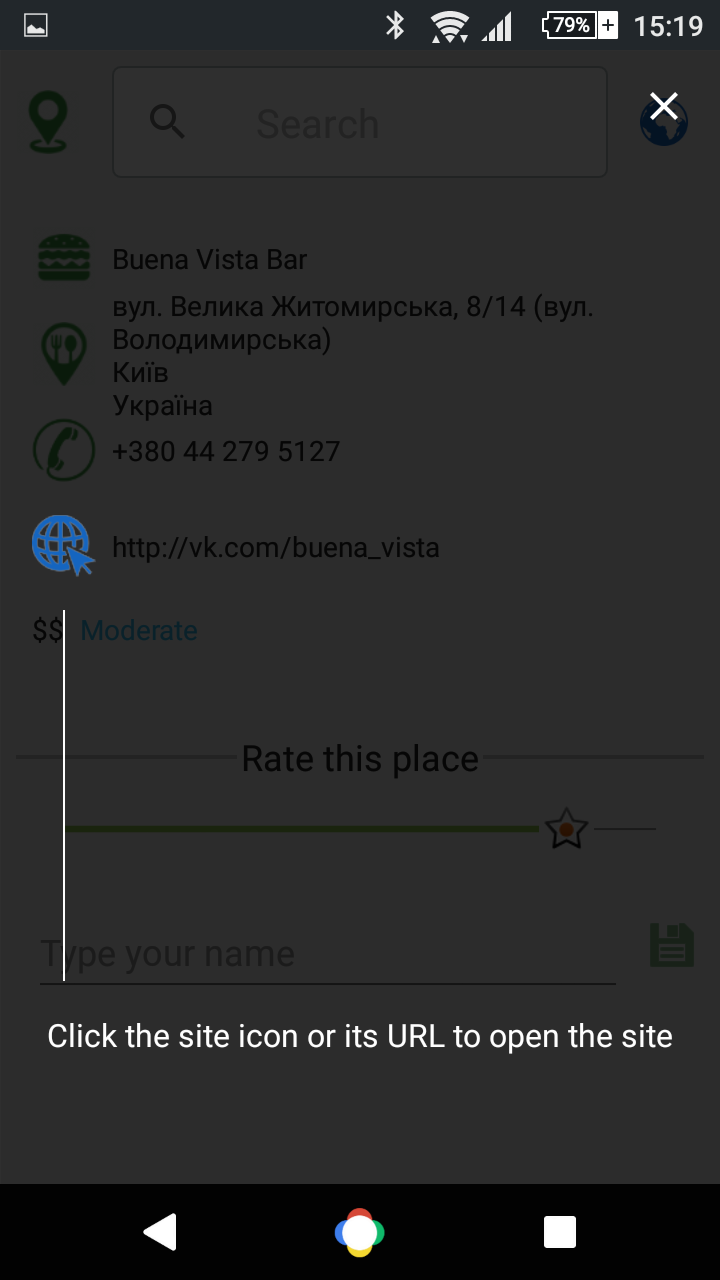 79%
15:19
Search
Buena Vista Bar
вул. Велика Житомирська, 8/14 (вул.
Володимирська)
Київ
Україна
+380 44 279 5127
http://vk.com/buena_vista
$$ Moderate
Rate this place
Type your name
Click the site icon or its URL to open the site